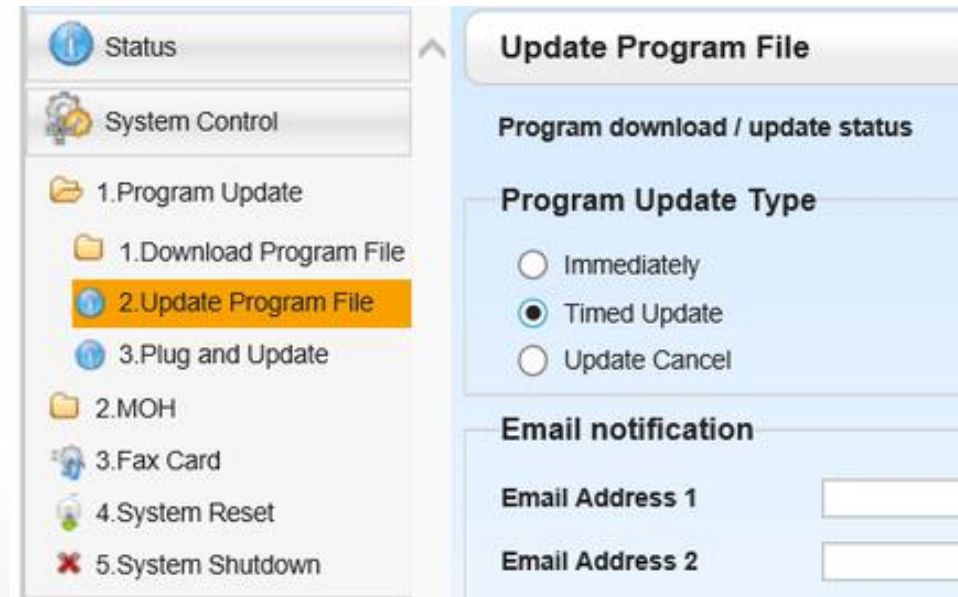 Status
System Control
1.Program Update
1.Download Program File
2.Update Program File
3.Plug and Update
2.MOH
3.Fax Card
4.System Reset
5.System Shutdown
Update Program File
Program download / update status
Program Update Type
Immediately
Timed Update
Update Cancel
Email notification
Email Address 1
Email Address 2